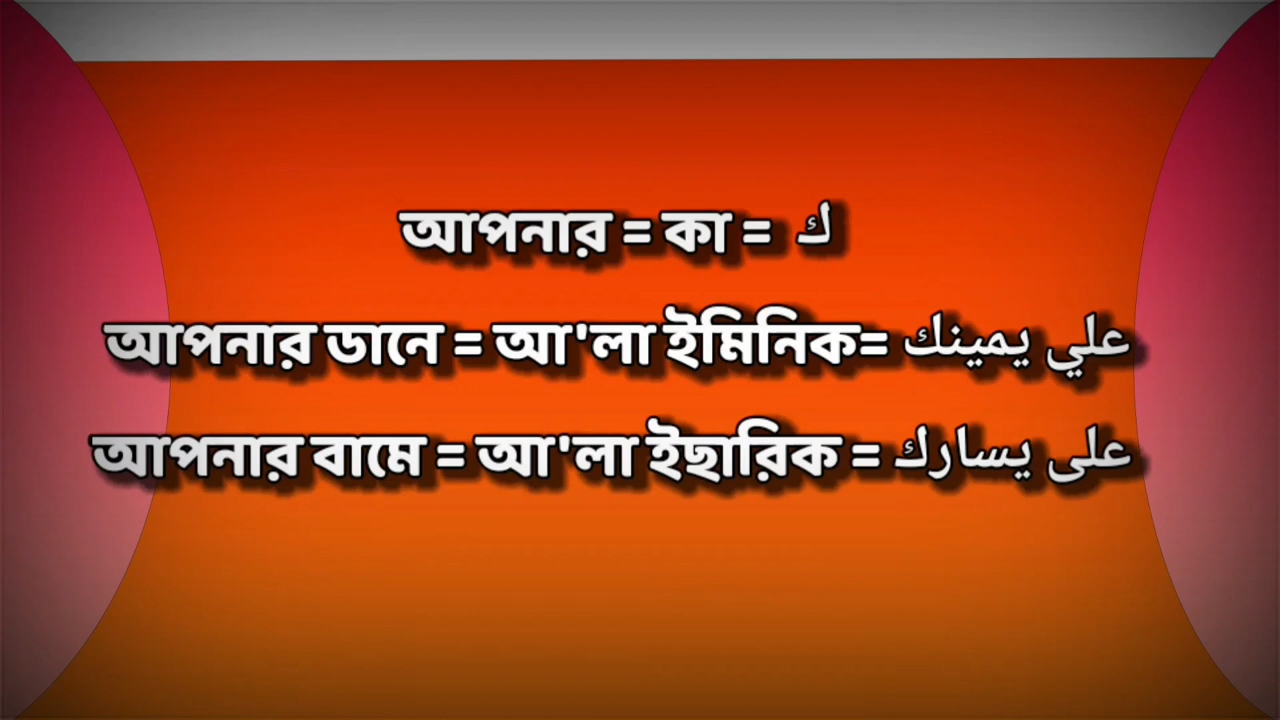 আপনার = কা = ك
আপনার ডানে = আ'লা ইমিনিক= علي يمينك
আপনার বামে = আ'লা ইছারিক = على يسارك